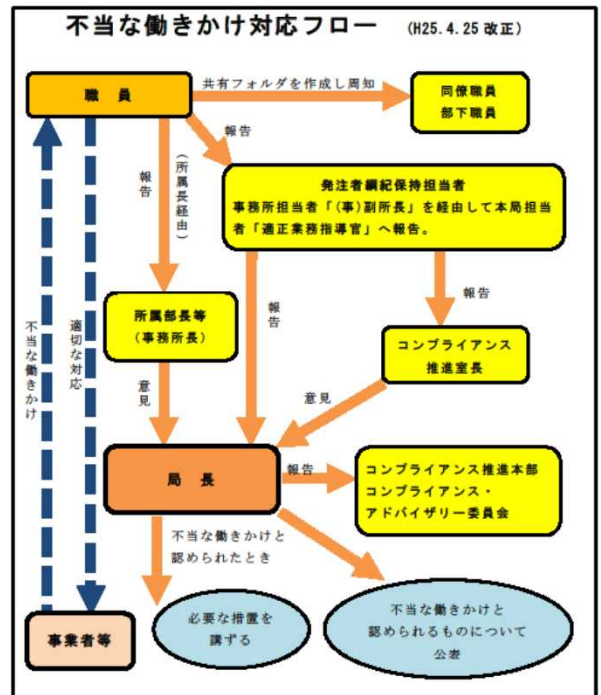 不当な働きかけ対応フロー (H25.4.25 改正)
職 員
共有フォルダを作成し周知
同僚職員
部下職員
報告
報告
(所属長経由)
発注者綱紀保持担当者
事務所担当者「(事)副所長」を経由して本局担当
者「適正業務指導官」へ報告。
報告
報告
所属部長等
(事務所長)
コンプライアンス
推進室長
不当な働きかけ
適切な対応
意見
意見
局 長
報告
コンプライアンス推進本部
コンプライアンス・
アドバイザリー委員会
不当な働きかけと
認められたとき
事業者等
必要な措置を
講ずる
不当な働きかけと
認められるものについて
公表